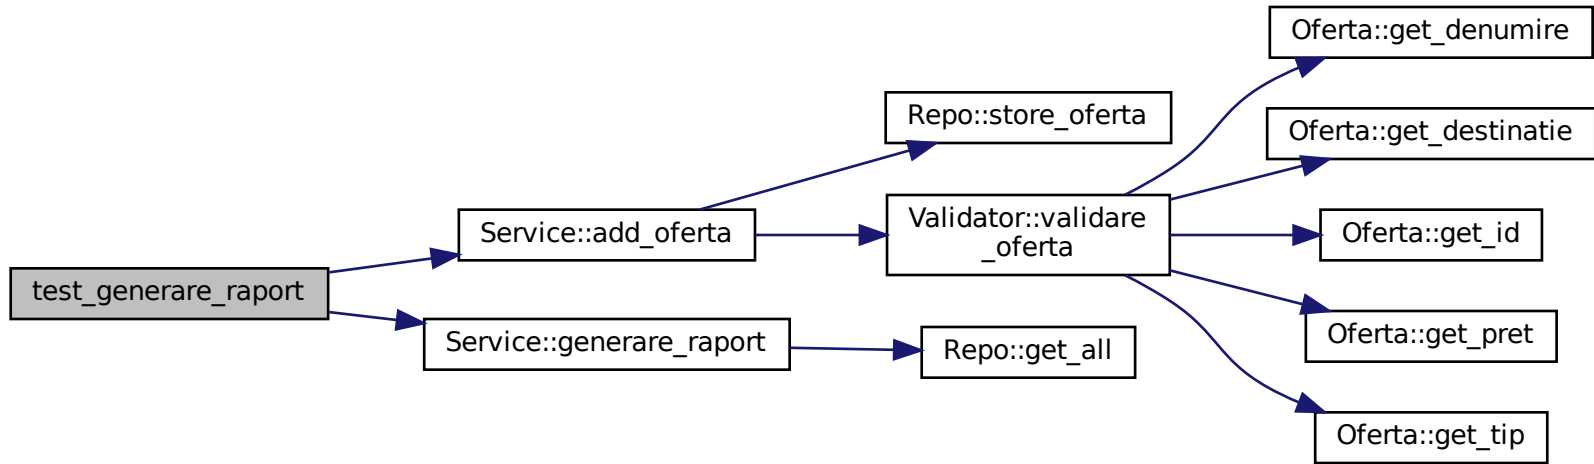 test_generare_raport
Service::add_oferta
Service::generare_raport
Repo::store_oferta
Validator::validare
_oferta
Repo::get_all
Oferta::get_denumire
Oferta::get_destinatie
Oferta::get_id
Oferta::get_pret
Oferta::get_tip